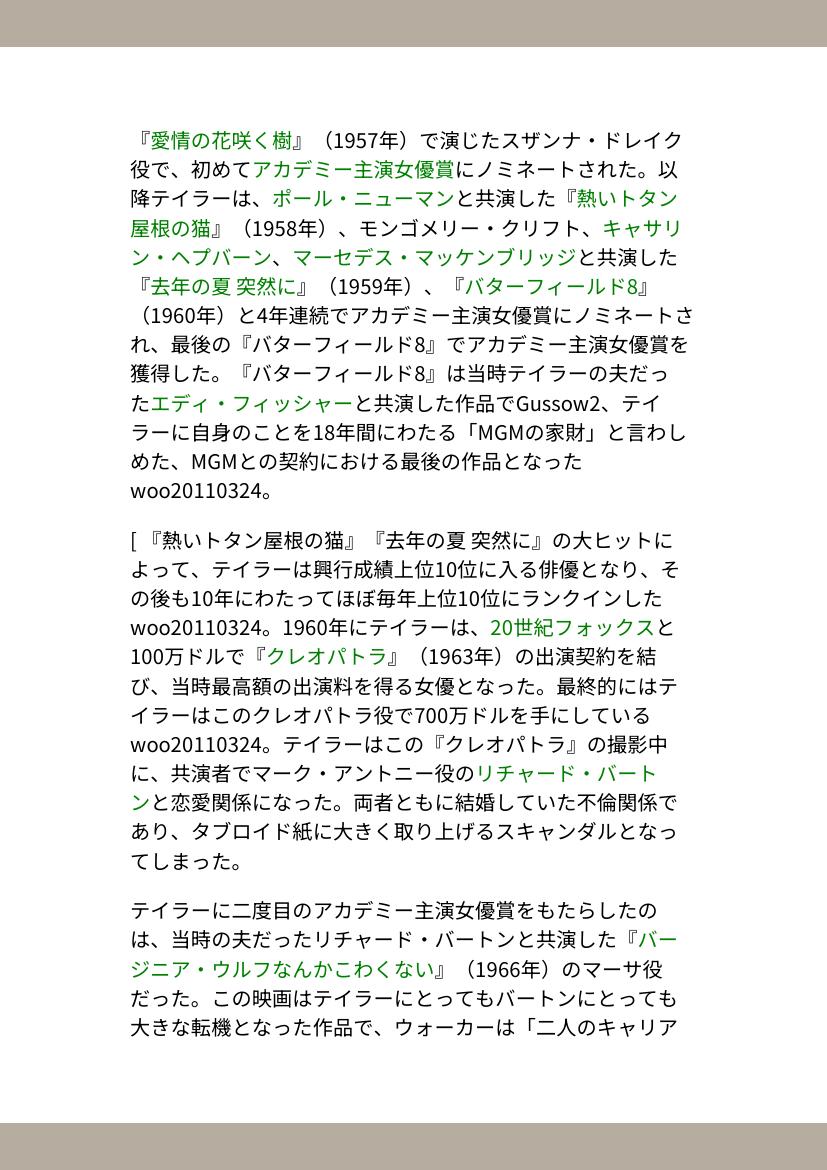 『愛情の花咲く樹』（1957年）で演じたスザンナ・ドレイク
役で、初めてアカデミー主演女優賞にノミネートされた。以
降テイラーは、ポール・ニューマンと共演した『熱いトタン
屋根の猫』（1958年）、モンゴメリー・クリフト、キャサリ
ン・ヘプバーン、マーセデス・マッケンブリッジと共演した
『去年の夏 突然に』（1959年）、『バターフィールド8』
（1960年）と4年連続でアカデミー主演女優賞にノミネートさ
れ、最後の『バターフィールド8』でアカデミー主演女優賞を
獲得した。『バターフィールド8』は当時テイラーの夫だっ
たエディ・フィッシャーと共演した作品でGussow2、テイ
ラーに自身のことを18年間にわたる「MGMの家財」と言わし
めた、MGMとの契約における最後の作品となった
woo20110324。
[ 『熱いトタン屋根の猫』『去年の夏 突然に』の大ヒットに
よって、テイラーは興行成績上位10位に入る俳優となり、そ
の後も10年にわたってほぼ毎年上位10位にランクインした
woo20110324。1960年にテイラーは、20世紀フォックスと
100万ドルで『クレオパトラ』（1963年）の出演契約を結
び、当時最高額の出演料を得る女優となった。最終的にはテ
イラーはこのクレオパトラ役で700万ドルを手にしている
woo20110324。テイラーはこの『クレオパトラ』の撮影中
に、共演者でマーク・アントニー役のリチャード・バート
ンと恋愛関係になった。両者ともに結婚していた不倫関係で
あり、タブロイド紙に大きく取り上げるスキャンダルとなっ
てしまった。
テイラーに二度目のアカデミー主演女優賞をもたらしたの
は、当時の夫だったリチャード・バートンと共演した『バー
ジニア・ウルフなんかこわくない』（1966年）のマーサ役
だった。この映画はテイラーにとってもバートンにとっても
大きな転機となった作品で、ウォーカーは「二人のキャリア